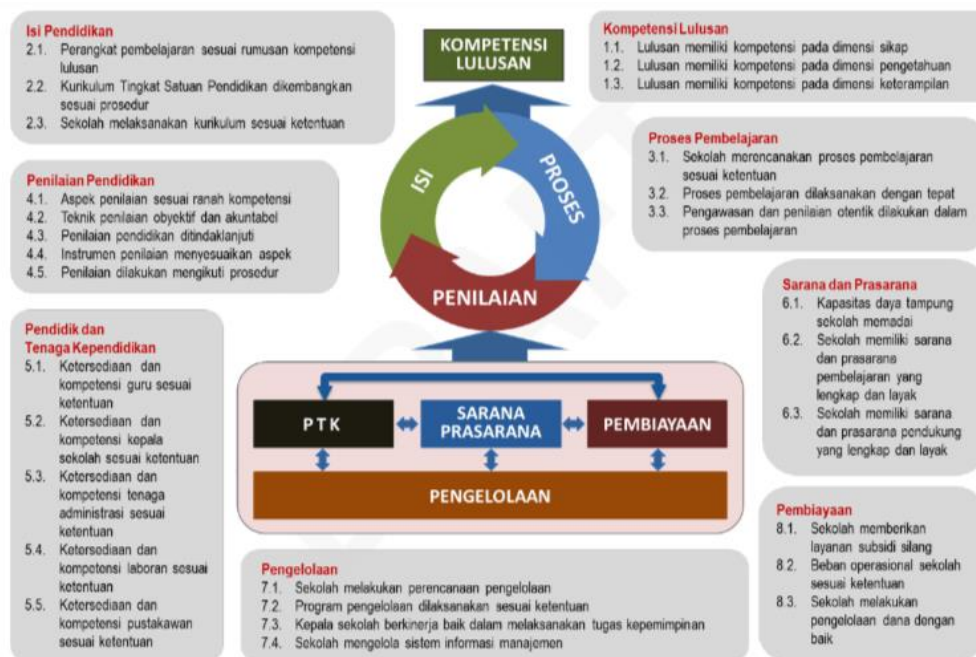 Isi Pendidikan
2.1. Perangkat pembelajaran sesuai rumusan kompetensi
lulusan
2.2. Kurikulum Tingkat Satuan Pendidikan dikembangkan
sesuai prosedur
2.3. Sekolah melaksanakan kurikulum sesuai ketentuan
KOMPETENSI
LULUSAN
Kompetensi Lulusan
1.1. Lulusan memiliki kompetensi pada dimensi sikap
1.2. Lulusan memiliki kompetensi pada dimensi pengetahuan
1.3. Lulusan memiliki kompetensi pada dimensi keterampilan
Penilaian Pendidikan
4.1. Aspek penilaian sesuai ranah kompetensi
4.2. Teknik penilaian obyektif dan akuntabel
4.3. Penilaian pendidikan ditindaklanjuti
4.4. Instrumen penilaian menyesuaikan aspek
4.5. Penilaian dilakukan mengikuti prosedur
ISI
PROSES
PENILAIAN
Proses Pembelajaran
3.1. Sekolah merencanakan proses pembelajaran
sesuai ketentuan
3.2. Proses pembelajaran dilaksanakan dengan tepat
3.3. Pengawasan dan penilaian otentik dilakukan dalam
proses pembelajaran
Pendidik dan
Tenaga Kependidikan
5.1. Ketersediaan dan
kompetensi guru sesuai
ketentuan
5.2. Ketersediaan dan
kompetensi kepala
sekolah sesuai ketentuan
5.3. Ketersediaan dan
kompetensi tenaga
administrasi sesuai
ketentuan
5.4. Ketersediaan dan
kompetensi laboran sesuai
ketentuan
5.5. Ketersediaan dan
kompetensi pustakawan
sesuai ketentuan
PTK
SARANA
PRASARANA
PEMBIAYAAN
PENGELOLAAN
Sarana dan Prasarana
6.1. Kapasitas daya tampung
sekolah memadai
6.2. Sekolah memiliki sarana
dan prasarana
pembelajaran yang
lengkap dan layak
6.3. Sekolah memiliki sarana
dan prasarana pendukung
yang lengkap dan layak
Pengelolaan
7.1. Sekolah melakukan perencanaan pengelolaan
7.2. Program pengelolaan dilaksanakan sesuai ketentuan
7.3. Kepala sekolah berkinerja baik dalam melaksanakan tugas kepemimpinan
7.4. Sekolah mengelola sistem informasi manajemen
Pembiayaan
8.1. Sekolah memberikan
layanan subsidi silang
8.2. Beban operasional sekolah
sesuai ketentuan
8.3. Sekolah melakukan
pengelolaan dana dengan
baik